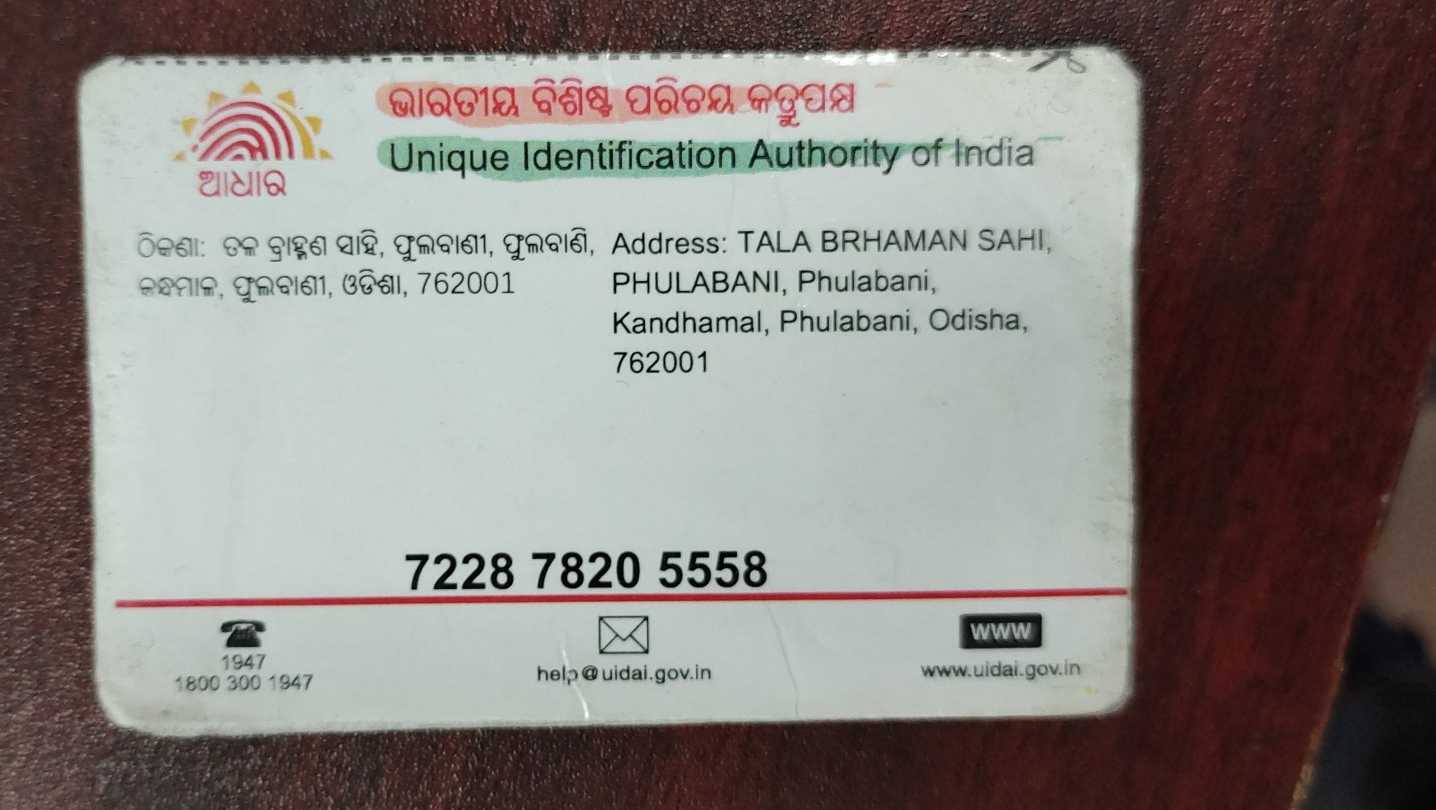 ଭାରତୀୟ ବିଶିଷ୍ଟ ପରିଚୟ କର୍ତ୍ତୃପକ୍ଷ
Unique Identification Authority of India
ଆଧାର
ଠିକଣା: ତଳ ବ୍ରାହ୍ମଣ ସାହି, ଫୁଲବାଣୀ, ଫୁଲବାଣି,
କନ୍ଧମାଳ, ଫୁଲବାଣୀ, ଓଡିଶା, 762001
Address: TALA BRHAMAN SAHI,
PHULABANI, Phulabani,
Kandhamal, Phulabani, Odisha,
762001
7228 7820 5558
1947
1800 300 1947
help@uidai.gov.in
WWW
www.uidai.gov.in